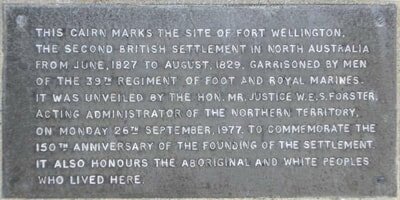 THIS CAIRN MARKS THE SITE OF FORT WELLINGTON,
THE SECOND BRITISH SETTLEMENT IN NORTH AUSTRALIA
FROM JUNE, 1827 TO AUGUST, 1829, GARRISONED BY MEN
OF THE 39TH REGIMENT OF FOOT AND ROYAL MARINES.
IT WAS UNVEILED BY THE HON. MR. JUSTICE W.E.S. FORSTER,
ACTING ADMINISTRATOR OF THE NORTHERN TERRITORY,
ON MONDAY 26TH SEPTEMBER, 1977, TO COMMEMORATE THE
150TH ANNIVERSARY OF THE FOUNDING OF THE SETTLEMENT.
IT ALSO HONOURS THE ABORIGINAL AND WHITE PEOPLES
WHO LIVED HERE.